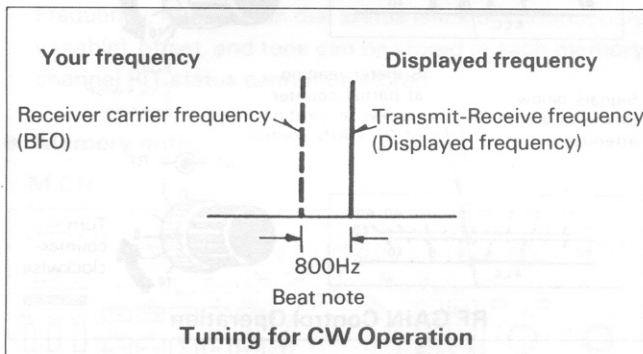 Your frequency
Displayed frequency
Receiver carrier frequency
(BFO)
Transmit-Receive frequency
(Displayed frequency)
800Hz
Beat note
Tuning for CW Operation